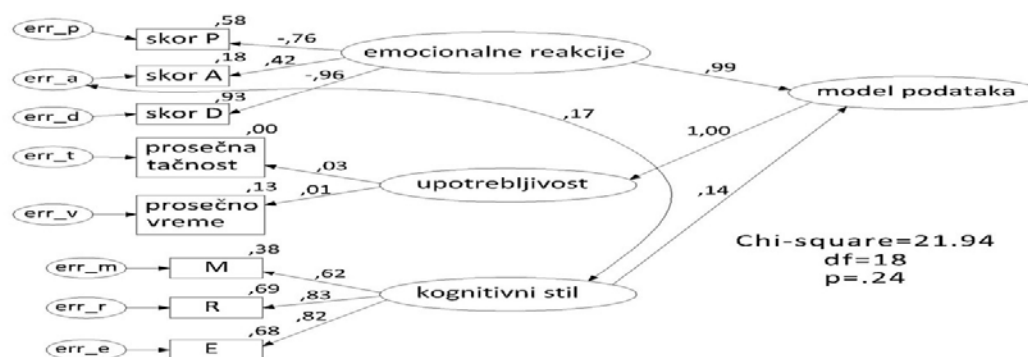 ,58
err_p
skor P
-,76
emocionalne reakcije
,18
,42
err_a
skor A
-,96
,99
model podataka
,93
,17
err_d
skor D
,00
1,00
err_t
prosečna
tačnost
,03
upotrebljivost
,13
,01
,14
err_v
prosečno
vreme
Chi-square=21.94
df=18
p=.24
,38
err_m
M
,62
,69
,83
kognitivni stil
err_r
R
,82
,68
err_e
E